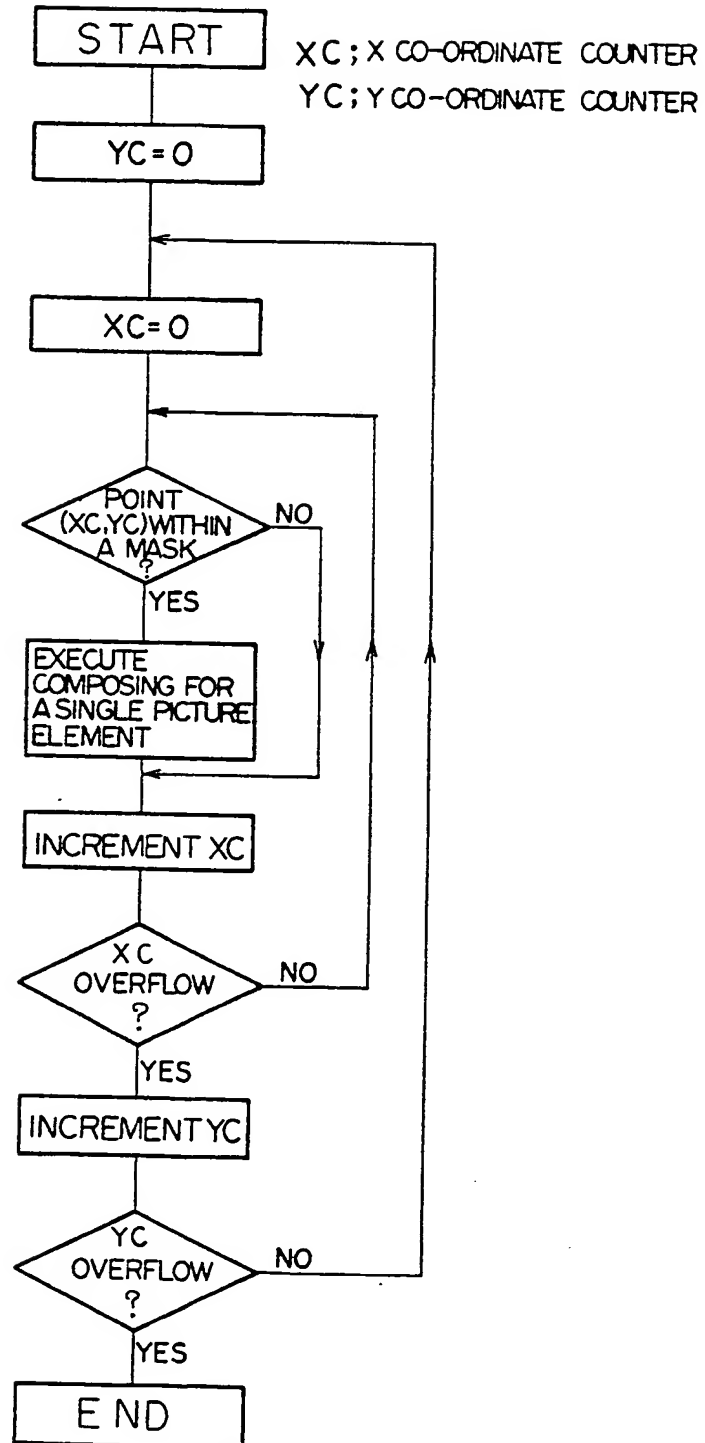 START
XC; X CO-ORDINATE COUNTER
YC; Y CO-ORDINATE COUNTER
YC=0
XC=0
POINT
(XC,YC) WITHIN
A MASK
?
NO
YES
EXECUTE
COMPOSING FOR
A SINGLE PICTURE
ELEMENT
INCREMENT XC
XC
OVERFLOW
?
NO
YES
INCREMENT YC
YC
OVERFLOW
?
NO
YES
END